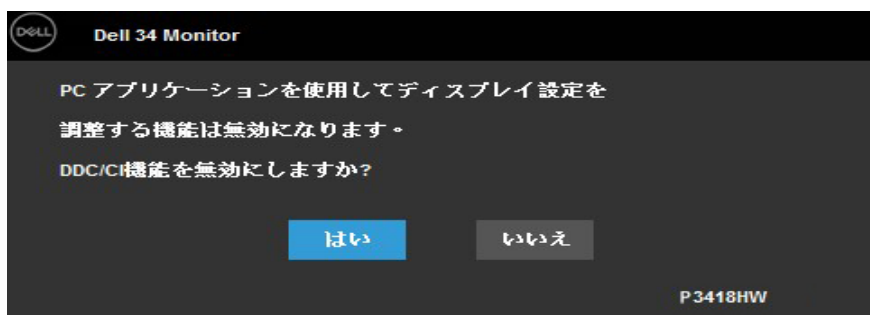 DELL
Dell 34 Monitor
PC アプリケーションを使用してディスプレイ設定を
調整する機能は無効になります。
DDC/CI機能を無効にしますか?
はい いいえ
P3418HW